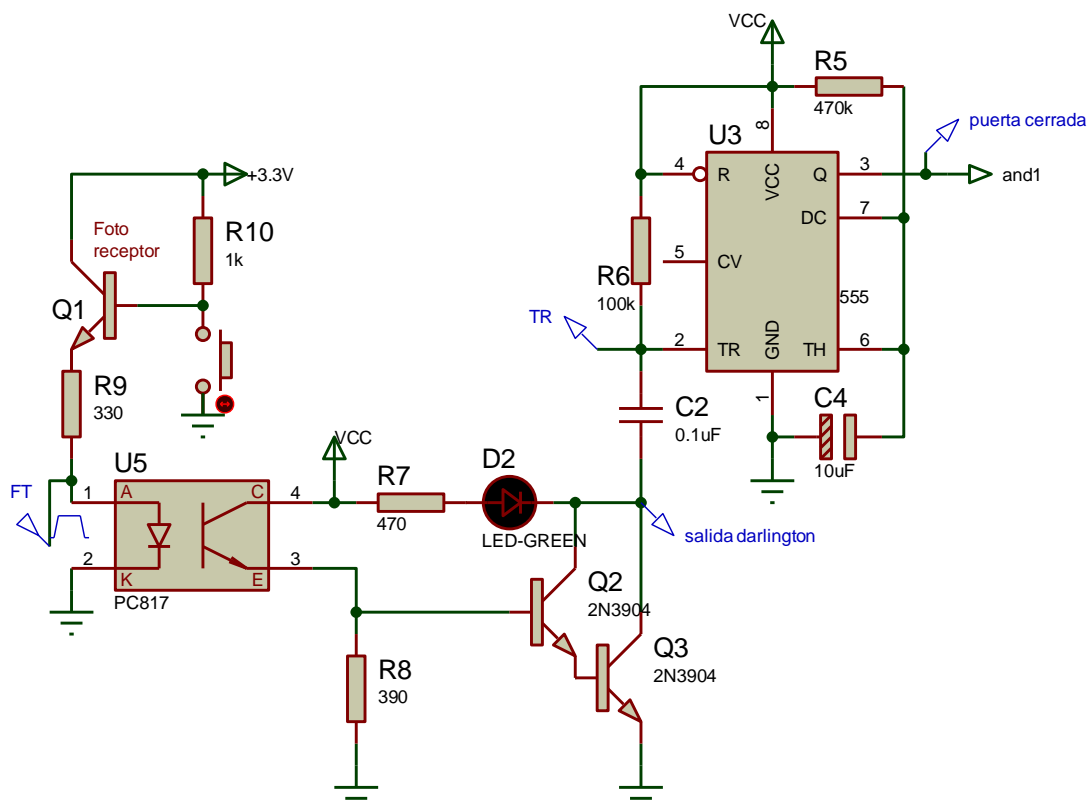 VCC
R5
470k
puerta cerrada
U3
8
4
R
VCC
Q
3
and1
DC
7
+3.3V
Foto
receptor
R10
1k
5
CV
R6
100k
555
Q1
TR
2
TR
GND
TH
6
R9
330
1
C4
10uF
C2
0.1uF
U5
VCC
R7
470
D2
LED-GREEN
FT
1
A
C
4
salida darlington
2
K
E
3
PC817
Q2
2N3904
R8
390
Q3
2N3904